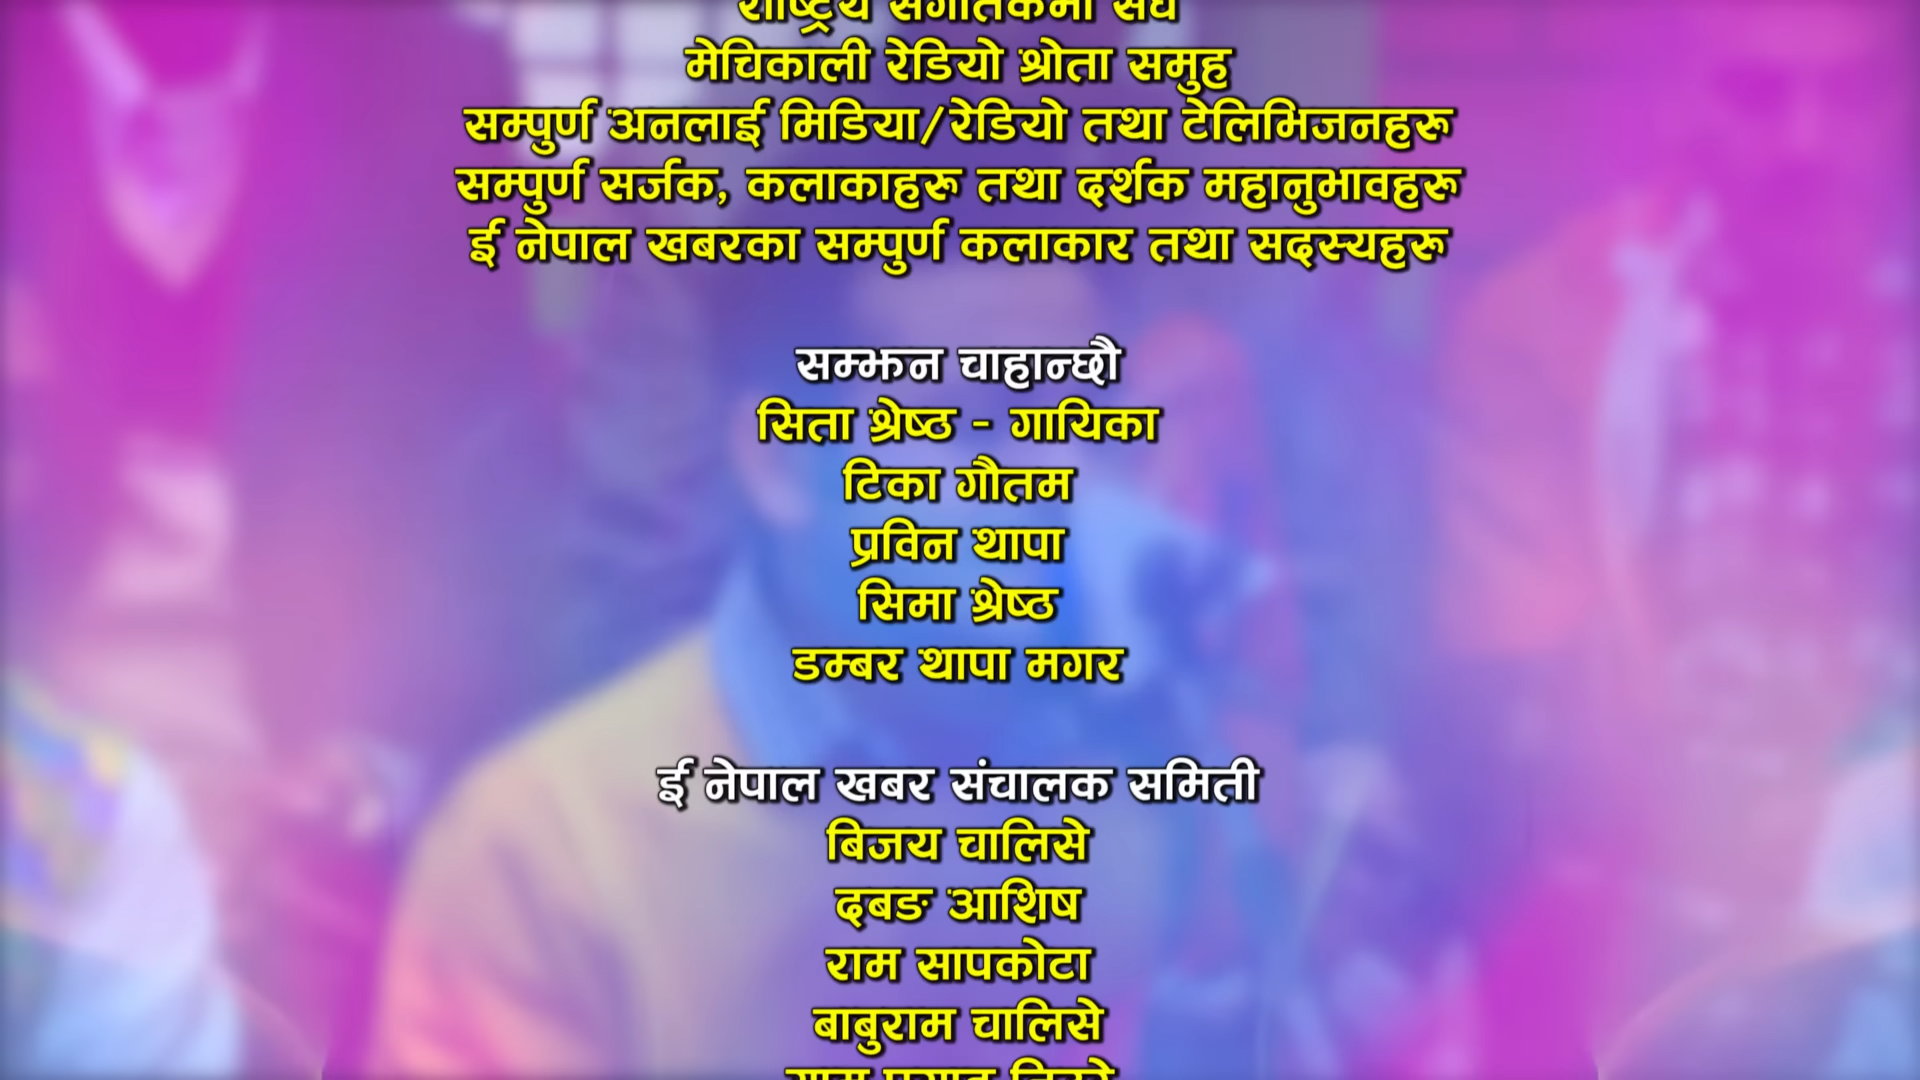 मेचिकाली रेडियो श्रोता समुह
सम्पुर्ण अनलाई मिडिया/रेडियो तथा टेलिभिजनहरू
सम्पुर्ण सर्जक, कलाकाहरू तथा दर्शक महानुभावहरू
ई नेपाल खबरका सम्पुर्ण कलाकार तथा सदस्यहरू
सम्झन चाहान्छौ
सिता श्रेष्ठ - गायिका
टिका गौतम
प्रविन थापा
सिमा श्रेष्ठ
डम्बर थापा मगर
ई नेपाल खबर संचालक समिती
बिजय चालिसे
द्बङ आशिष
राम सापकोटा
बाबुराम चालिसे